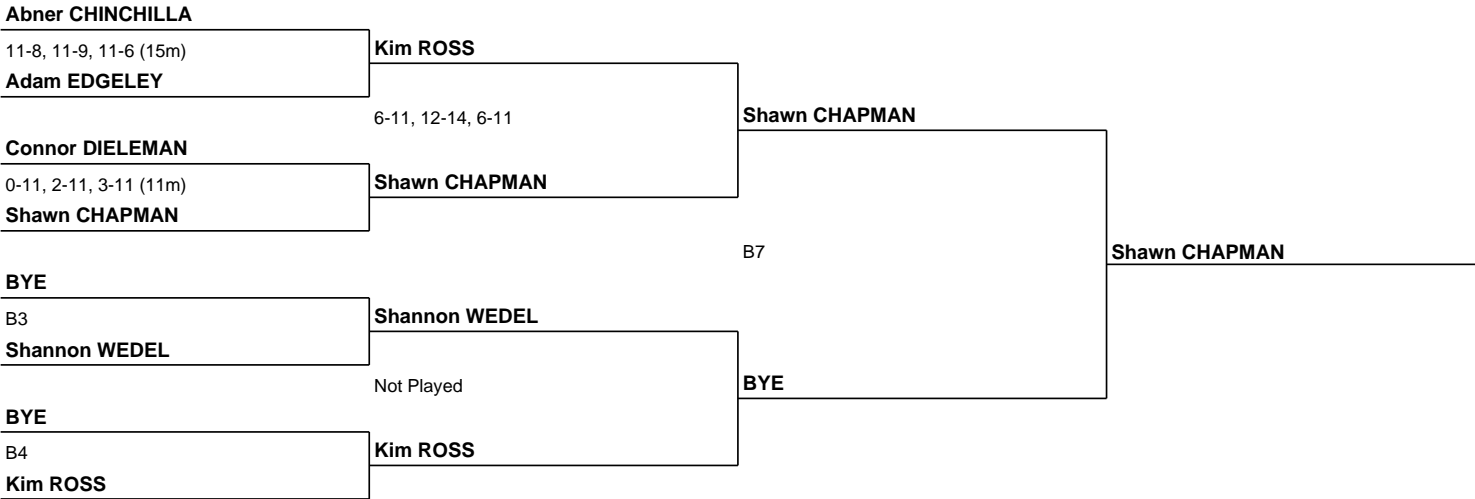 Abner CHINCHILLA
11-8, 11-9, 11-6 (15m)
Kim ROSS
Adam EDGELEY
6-11, 12-14, 6-11
Shawn CHAPMAN
Connor DIELEMAN
0-11, 2-11, 3-11 (11m)
Shawn CHAPMAN
Shawn CHAPMAN
B7
Shawn CHAPMAN
BYE
B3
Shannon WEDEL
Shannon WEDEL
Not Played
BYE
BYE
B4
Kim ROSS
Kim ROSS